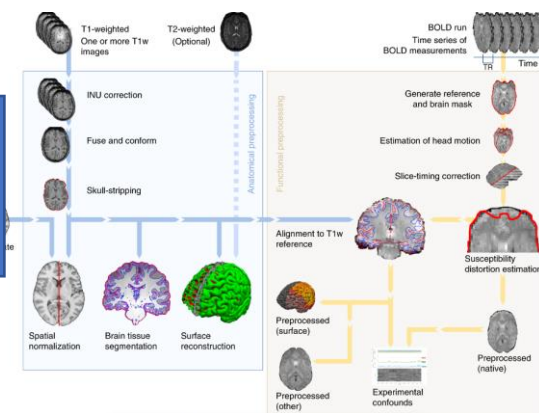 T1-weighted
One or more T1w
images
T2-weighted
(Optional)
INU correction
Fuse and conform
Skull-stripping
Anatomical preprocessing
Spatial
normalization
Brain tissue
segmentation
Surface
reconstruction
BOLD run
Time series of
BOLD measurements
TR
Time
Functional preprocessing
Generate reference
and brain mask
Estimation of head motion
Slice-timing correction
Alignment to T1w
reference
Susceptibility
distortion estimation
Preprocessed
(surface)
Preprocessed
(other)
Experimental
confounds
Preprocessed
(native)